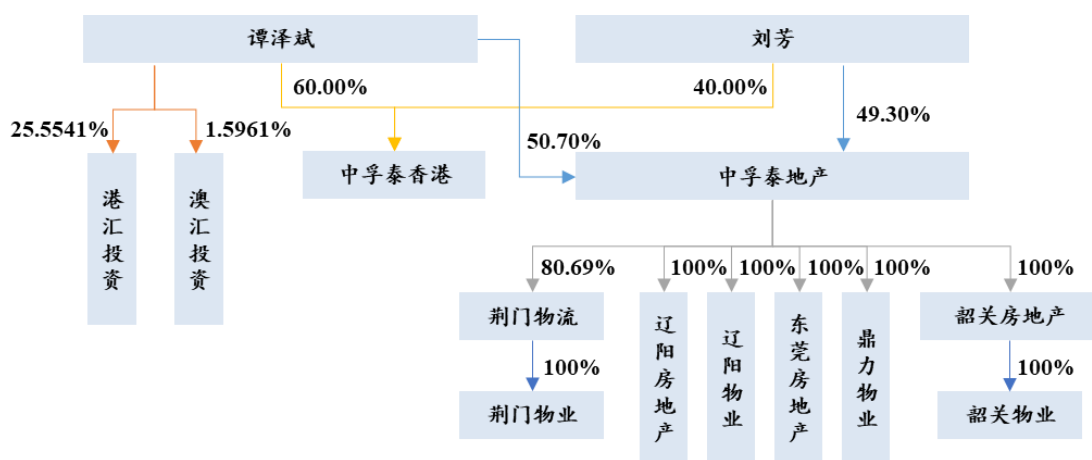 谭泽斌
刘芳
60.00%
40.00%
25.5541%
1.5961%
50.70%
49.30%
港汇投资
澳汇投资
中孚泰香港
中孚泰地产
80.69%
100%
100%
100%
100%
100%
荆门物流
辽阳房地产
辽阳物业
东莞房地产
鼎力物业
韶关房地产
100%
100%
荆门物业
韶关物业